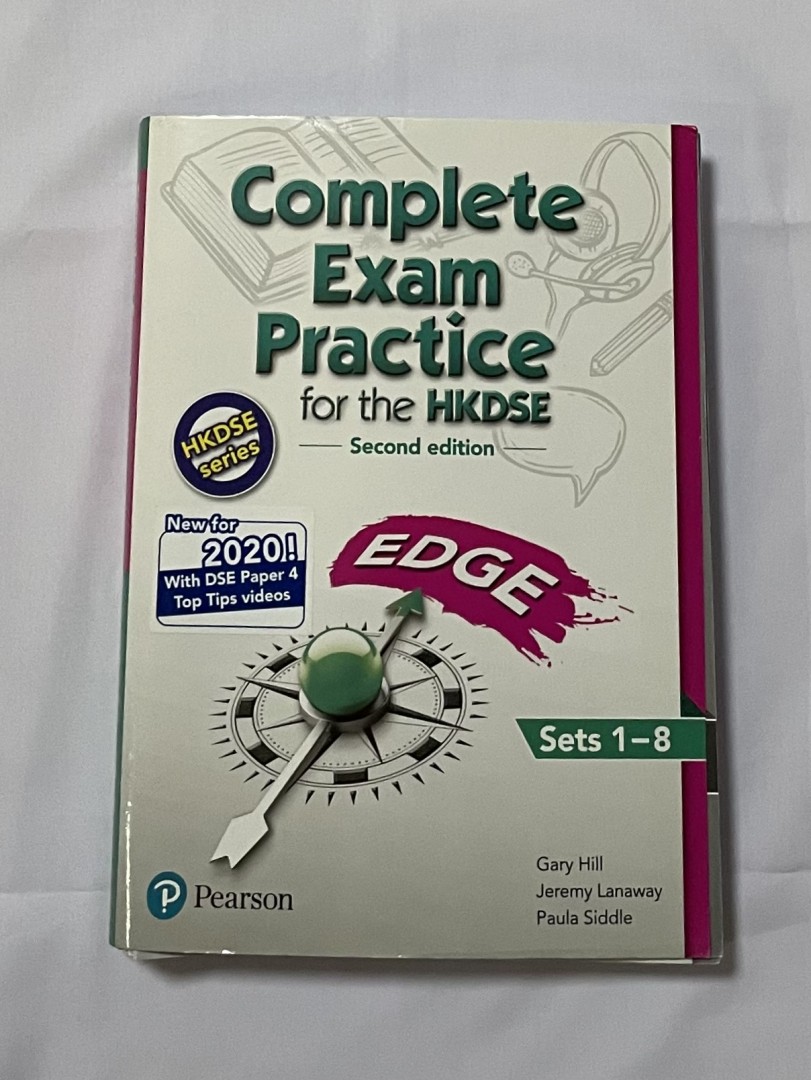 Complete
Exam
Practice
for the HKDSE
Second edition
HKDSE
series
New for
2020!
With DSE Paper 4
Top Tips videos
EDGE
Sets 1–8
Gary Hill
Jeremy Lanaway
Paula Siddle
P Pearson